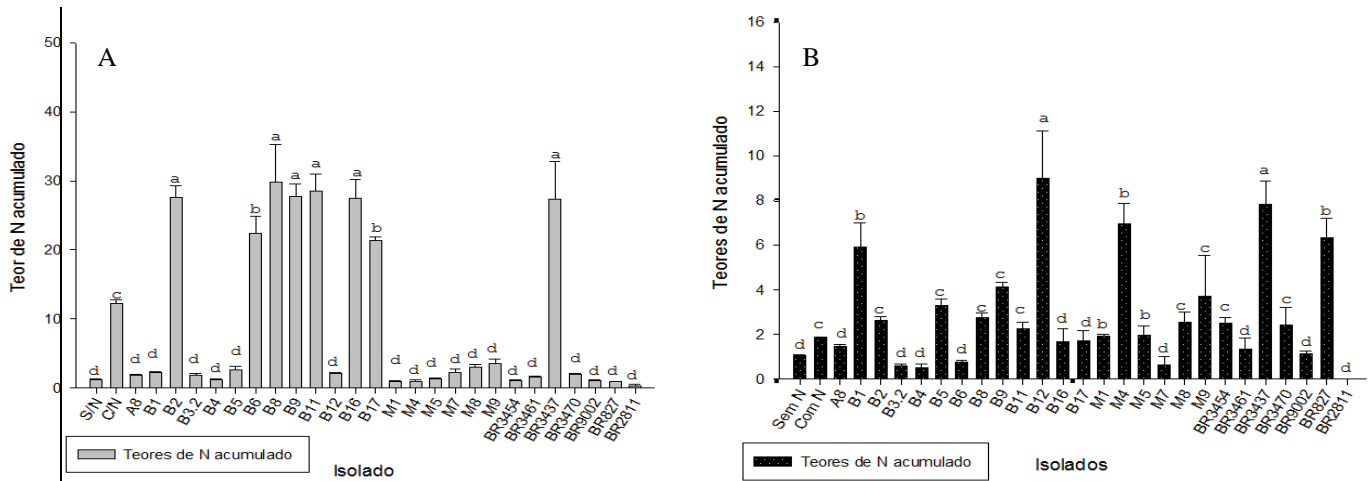 A
Teor de N acumulado
50
40
30
20
10
0
d c d d a d d d b a a a d a b d d d d d d d d a d d d d
S/N C/N A8 B1 B2 B3.2 B4 B5 B6 B8 B9 B11 B12 B16 B17 M1 M4 M5 M7 M8 M9 BR3454 BR3461 BR3437 BR3470 BR9002 BR827 BR2811
Teores de N acumulado
Isolado
B
Teores de N acumulado
16
14
12
10
8
6
4
2
0
d c d b c d d c d c c c a d d b b b d c c c d a c d b d
Sem N Com N A8 B1 B2 B3.2 B4 B5 B6 B8 B9 B11 B12 B16 B17 M1 M4 M5 M7 M8 M9 BR3454 BR3461 BR3437 BR3470 BR9002 BR827 BR2811
Teores de N acumulado
Isolados